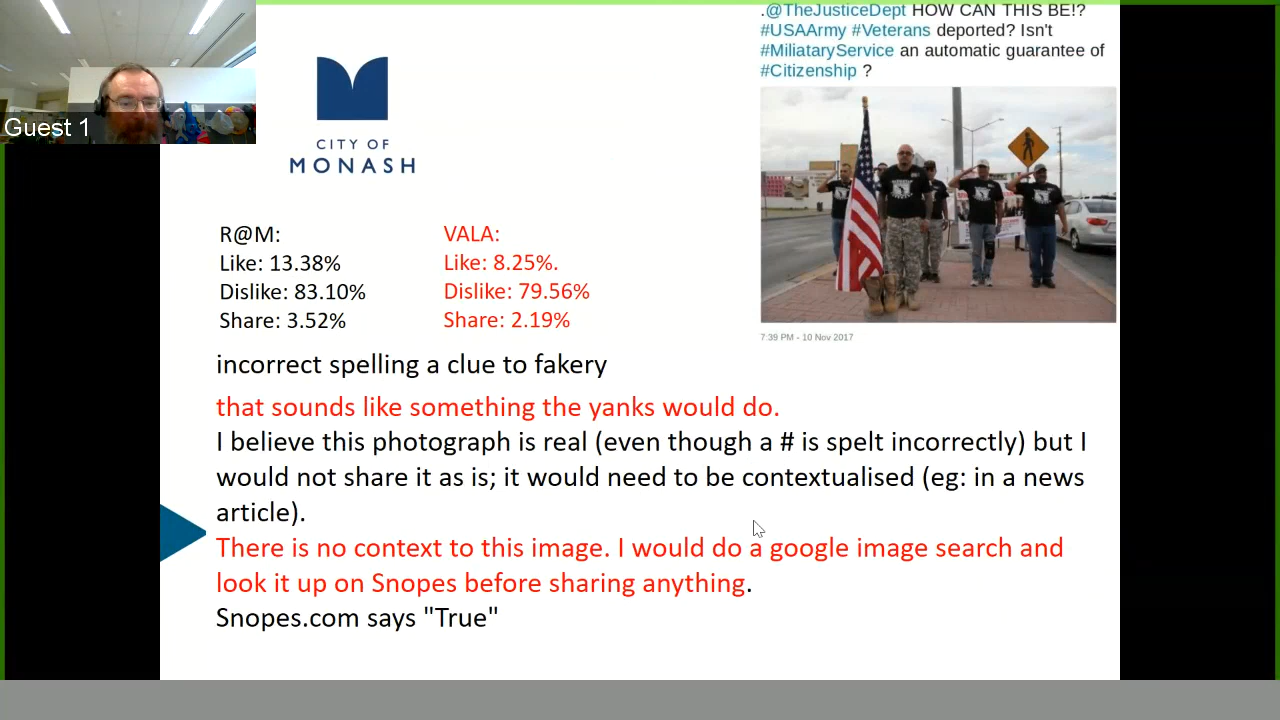 .@TheJusticeDept HOW CAN THIS BE!?
#USAArmy #Veterans deported? Isn't
#MiliataryService an automatic guarantee of
#Citizenship ?
Guest 1
CITY OF
MONASH
7:39 PM - 10 Nov 2017
R@M:
Like: 13.38%
Dislike: 83.10%
Share: 3.52%
VALA:
Like: 8.25%.
Dislike: 79.56%
Share: 2.19%
incorrect spelling a clue to fakery
that sounds like something the yanks would do.
I believe this photograph is real (even though a # is spelt incorrectly) but I
would not share it as is; it would need to be contextualised (eg: in a news
article).
There is no context to this image. I would do a google image search and
look it up on Snopes before sharing anything.
Snopes.com says "True"